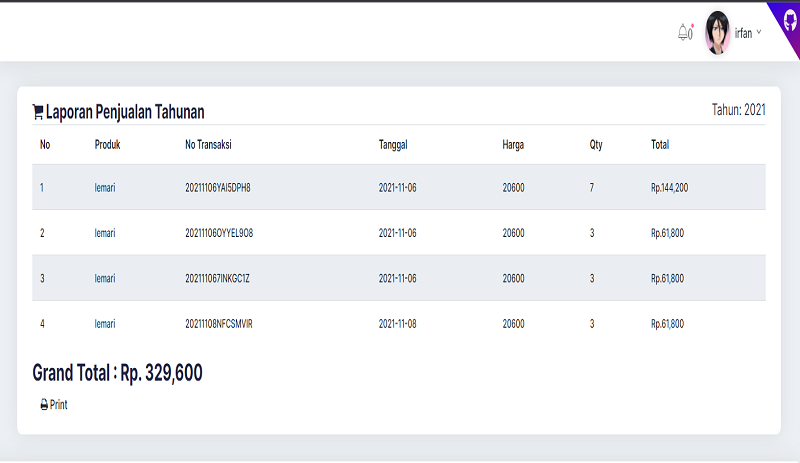 0 irfan
Laporan Penjualan Tahunan Tahun: 2021
No Produk No Transaksi Tanggal Harga Qty Total
1 lemari 20211106YAI5DPH8 2021-11-06 20600 7 Rp.144,200
2 lemari 20211106OYYEL9O8 2021-11-06 20600 3 Rp.61,800
3 lemari 202111067INKGC1Z 2021-11-06 20600 3 Rp.61,800
4 lemari 20211108NFCSMVIR 2021-11-08 20600 3 Rp.61,800
Grand Total : Rp. 329,600
Print